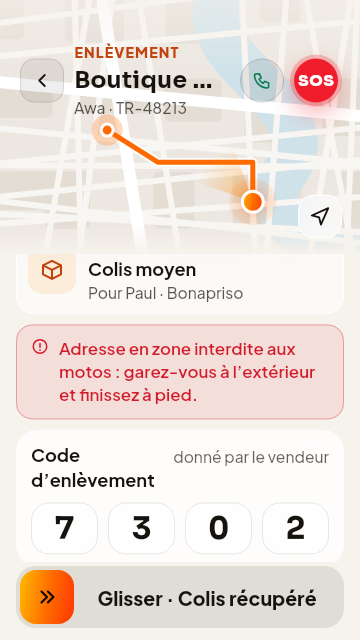 ENLÈVEMENT
Boutique ...
SOS
Awa · TR-48213
Colis moyen
Pour Paul · Bonapriso
Adresse en zone interdite aux
motos : garez-vous à l’extérieur
et finissez à pied.
Code
d’enlèvement
donné par le vendeur
7 3 0 2
Glisser · Colis récupéré